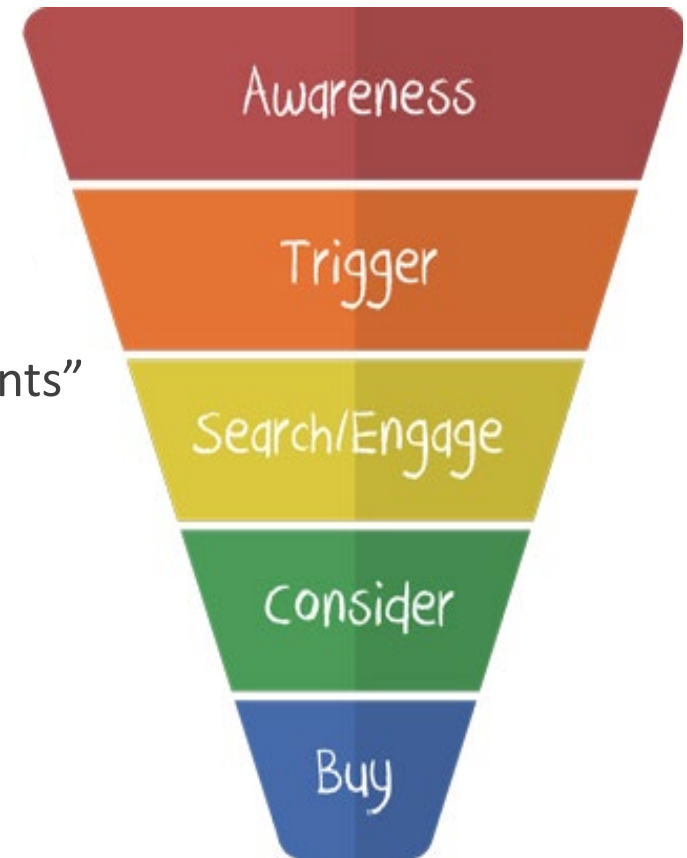 Awareness
Trigger
nts”
Search/Engage
Consider
Buy